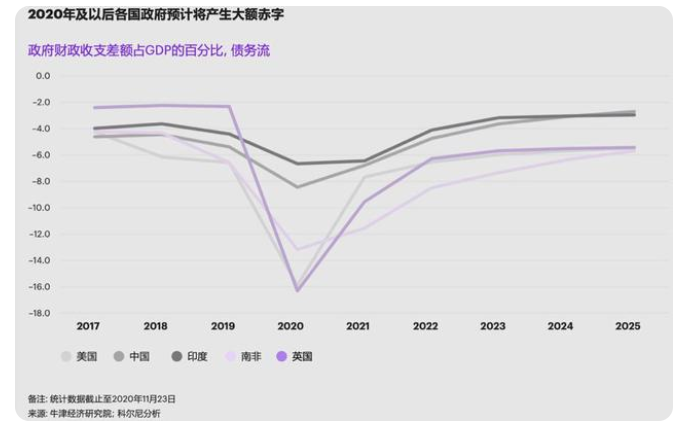 2020年及以后各国政府预计将产生大额赤字
政府财政收支差额占GDP的百分比, 债务流
0.0
-2.0
-4.0
-6.0
-8.0
-10.0
-12.0
-14.0
-16.0
-18.0
2017 2018 2019 2020 2021 2022 2023 2024 2025
美国 中国 印度 南非 英国
备注: 统计数据截止至2020年11月23日
来源: 牛津经济研究院; 科尔尼分析